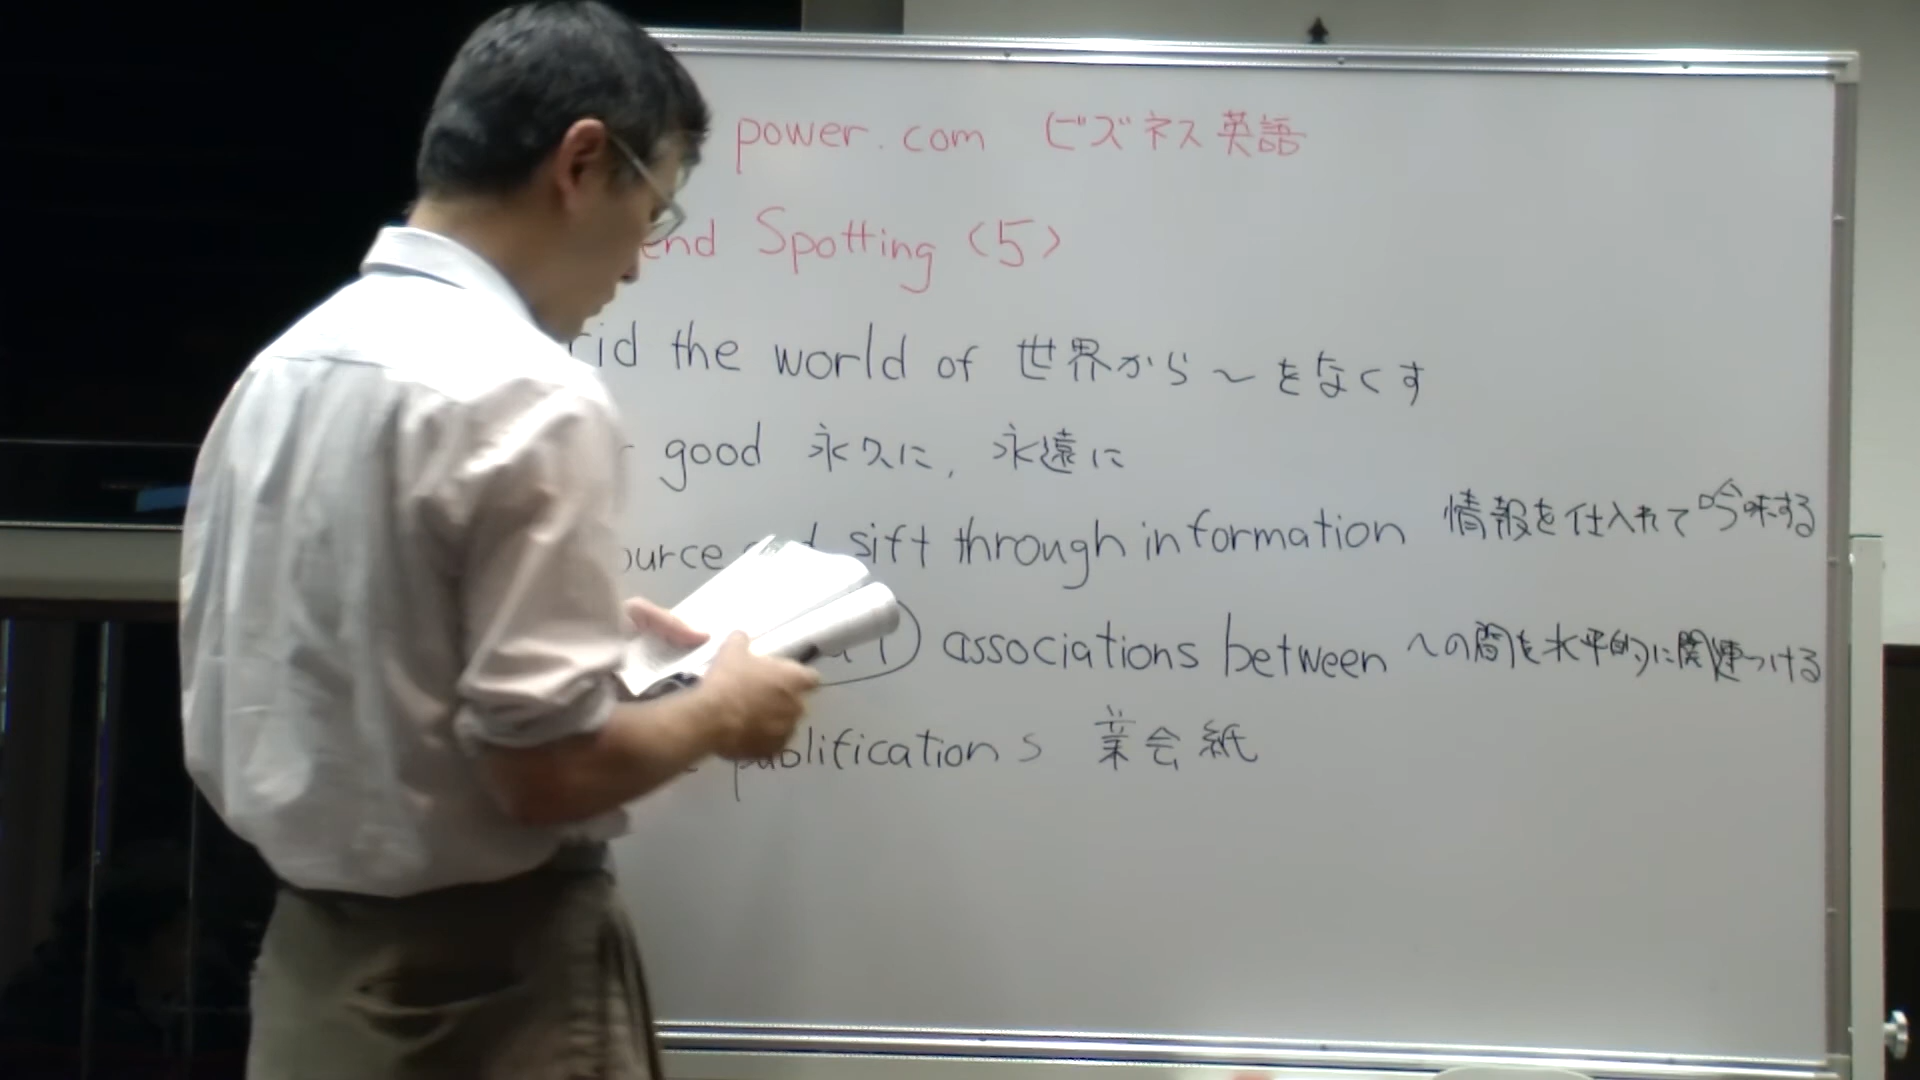 power.com ビズネス英語
end Spotting <5>
rid the world of 世界から〜をなくす
good 永久に, 永遠に
ource sift through information 情報を仕入れて吟味する
associations between 〜の間を水平的に関連づける
publifications 業会紙